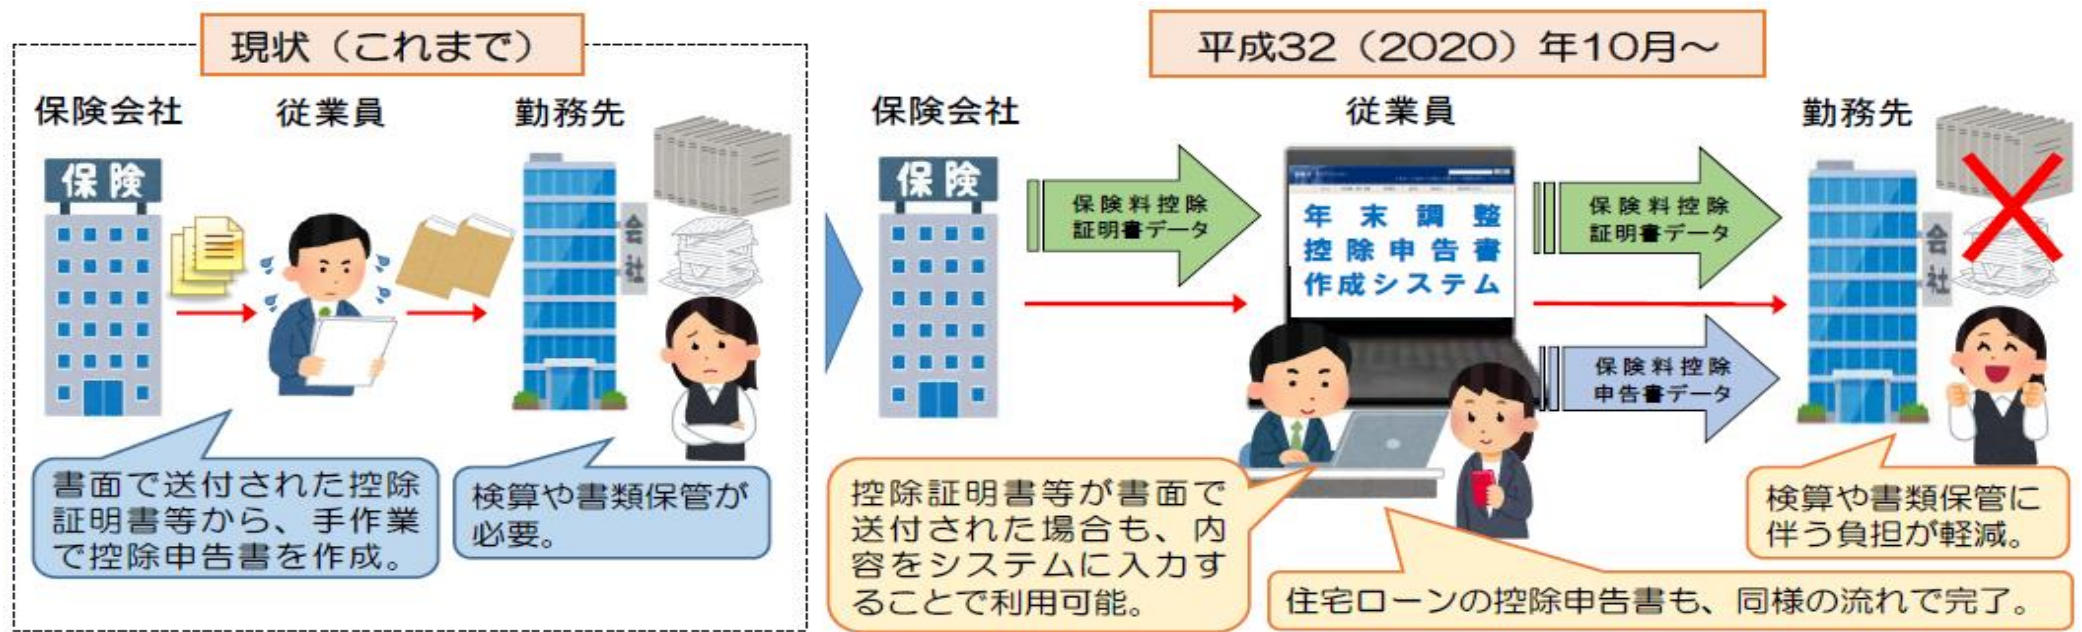 現状（これまで）
保険会社
従業員
勤務先
保険
会社
書面で送付された控除
証明書等から、手作業
で控除申告書を作成。
検算や書類保管が
必要。
平成32（2020）年10月～
保険会社
従業員
勤務先
保険
保険料控除
証明書データ
年末調整
控除申告書
作成システム
保険料控除
証明書データ
保険料控除
申告書データ
会社
控除証明書等が書面で
送付された場合も、内
容をシステムに入力す
ることで利用可能。
住宅ローンの控除申告書も、同様の流れで完了。
検算や書類保管に
伴う負担が軽減。